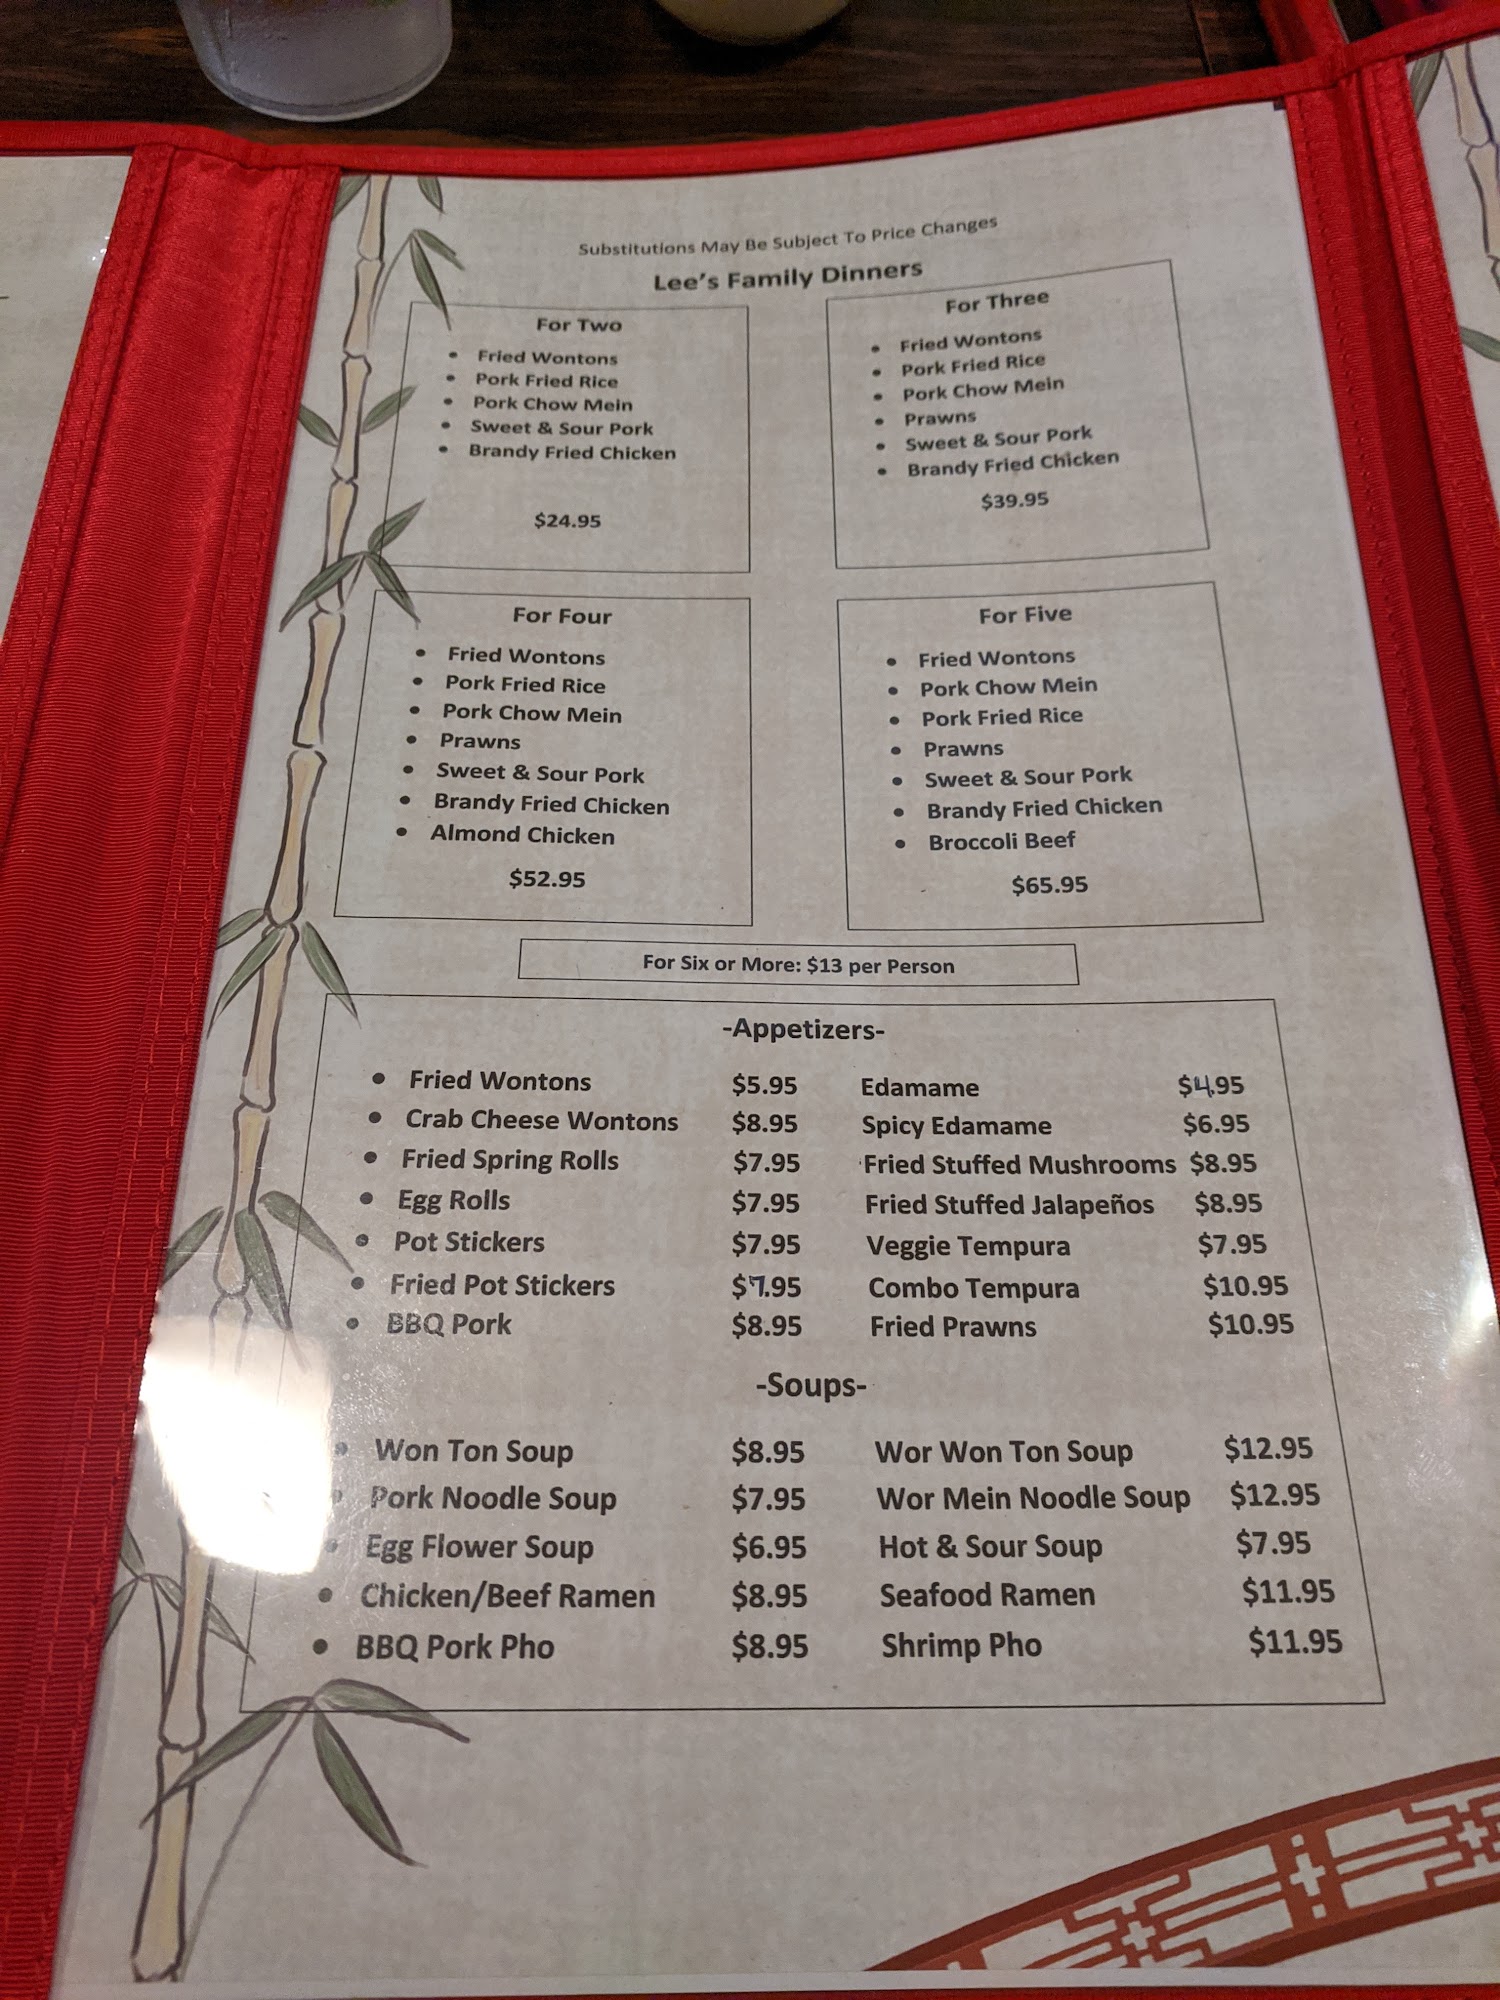 Substitutions May Be Subject To Price Changes
Lee's Family Dinners
For Two
• Fried Wontons
• Pork Fried Rice
• Pork Chow Mein
• Sweet & Sour Pork
• Brandy Fried Chicken
$24.95
For Three
• Fried Wontons
• Pork Fried Rice
• Pork Chow Mein
• Prawns
• Sweet & Sour Pork
• Brandy Fried Chicken
$39.95
For Four
• Fried Wontons
• Pork Fried Rice
• Pork Chow Mein
• Prawns
• Sweet & Sour Pork
• Brandy Fried Chicken
• Almond Chicken
$52.95
For Five
• Fried Wontons
• Pork Chow Mein
• Pork Fried Rice
• Prawns
• Sweet & Sour Pork
• Brandy Fried Chicken
• Broccoli Beef
$65.95
For Six or More: $13 per Person
-Appetizers-
• Fried Wontons $5.95 Edamame $4.95
• Crab Cheese Wontons $8.95 Spicy Edamame $6.95
• Fried Spring Rolls $7.95 Fried Stuffed Mushrooms $8.95
• Egg Rolls $7.95 Fried Stuffed Jalapeños $8.95
• Pot Stickers $7.95 Veggie Tempura $7.95
• Fried Pot Stickers $7.95 Combo Tempura $10.95
• BBQ Pork $8.95 Fried Prawns $10.95
-Soups-
• Won Ton Soup $8.95 Wor Won Ton Soup $12.95
• Pork Noodle Soup $7.95 Wor Mein Noodle Soup $12.95
• Egg Flower Soup $6.95 Hot & Sour Soup $7.95
• Chicken/Beef Ramen $8.95 Seafood Ramen $11.95
• BBQ Pork Pho $8.95 Shrimp Pho $11.95